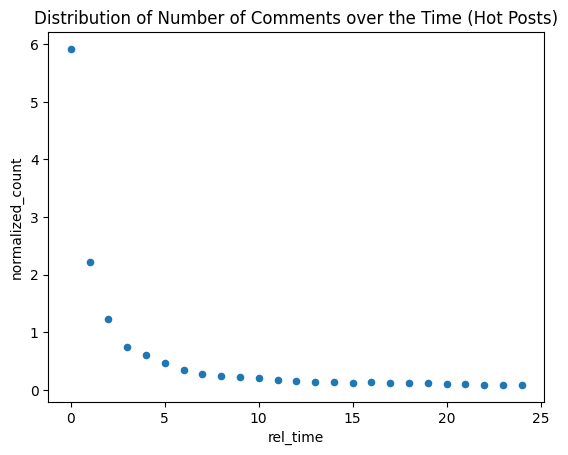 Distribution of Number of Comments over the Time (Hot Posts)
6
5
4
3
2
1
0
normalized_count
0 5 10 15 20 25
rel_time